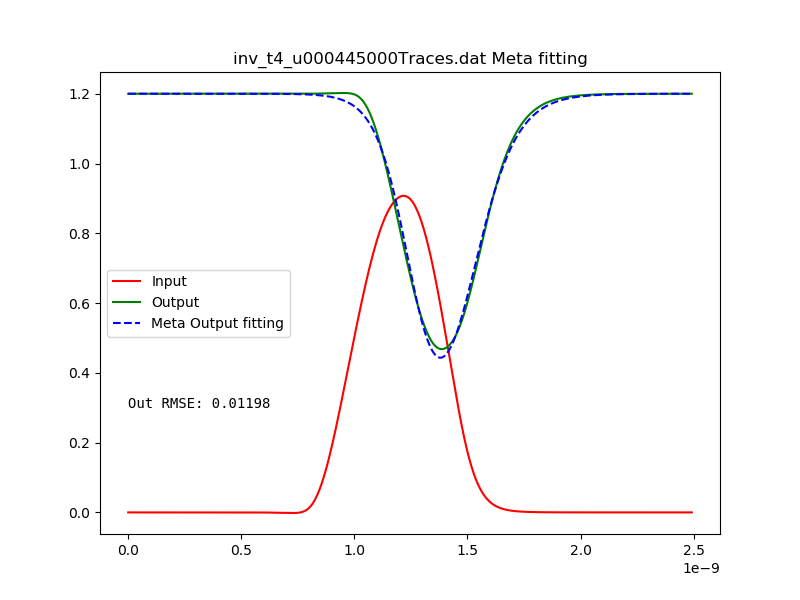 inv_t4_u000445000Traces.dat Meta fitting
1.2
1.0
0.8
0.6
0.4
0.2
0.0
Input
Output
Meta Output fitting
Out RMSE: 0.01198
0.0 0.5 1.0 1.5 2.0 2.5
1e−9